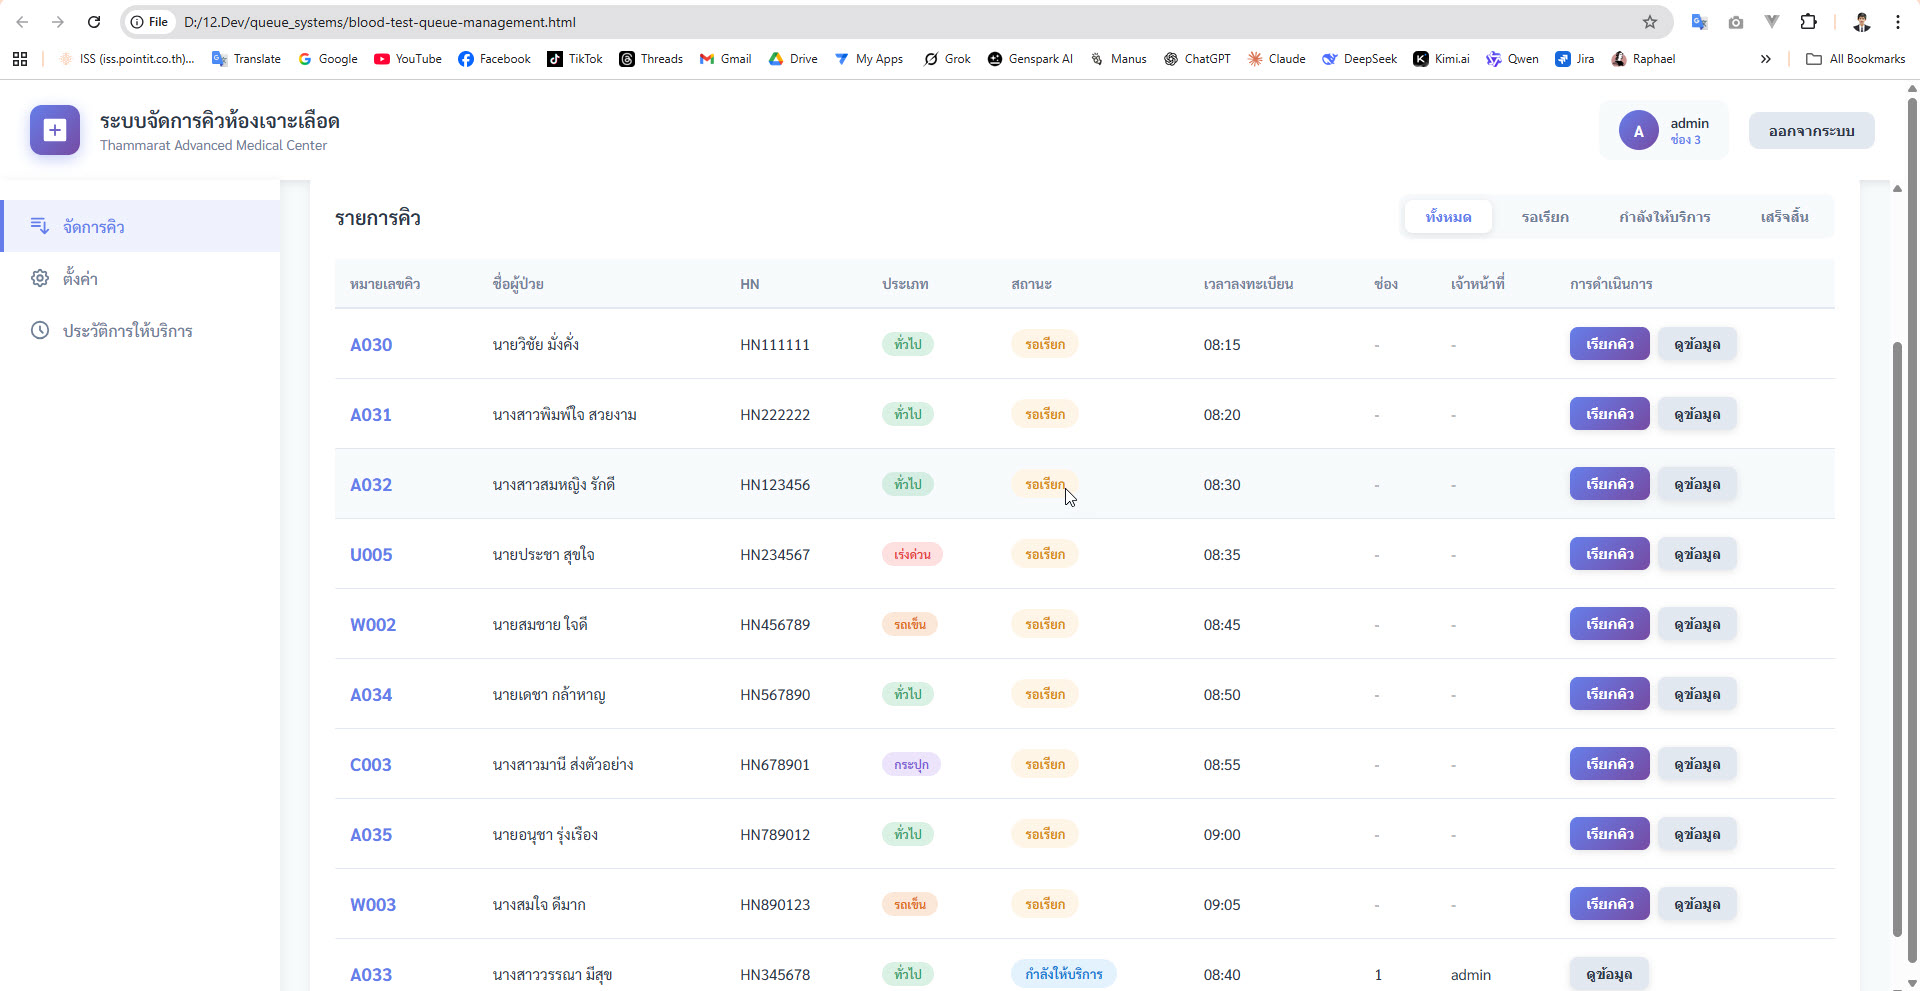 File D:/12.Dev/queue_systems/blood-test-queue-management.html
ISS (iss.pointit.co.th)... Translate Google YouTube Facebook TikTok Threads Gmail Drive My Apps Grok Genspark AI Manus ChatGPT Claude DeepSeek Kimi.ai Qwen Jira Raphael » All Bookmarks
ระบบจัดการคิวห้องเจาะเลือด
Thammarat Advanced Medical Center
A admin
ช่อง 3
ออกจากระบบ
จัดการคิว
ตั้งค่า
ประวัติการให้บริการ
รายการคิว ทั้งหมด รอเรียก กำลังให้บริการ เสร็จสิ้น
หมายเลขคิว ชื่อผู้ป่วย HN ประเภท สถานะ เวลาลงทะเบียน ช่อง เจ้าหน้าที่ การดำเนินการ
A030 นายวิชัย มั่งคั่ง HN111111 ทั่วไป รอเรียก 08:15 - - เรียกคิว ดูข้อมูล
A031 นางสาวพิมพ์ใจ สวยงาม HN222222 ทั่วไป รอเรียก 08:20 - - เรียกคิว ดูข้อมูล
A032 นางสาวสมหญิง รักดี HN123456 ทั่วไป รอเรียก 08:30 - - เรียกคิว ดูข้อมูล
U005 นายประชา สุขใจ HN234567 เร่งด่วน รอเรียก 08:35 - - เรียกคิว ดูข้อมูล
W002 นายสมชาย ใจดี HN456789 รถเข็น รอเรียก 08:45 - - เรียกคิว ดูข้อมูล
A034 นายเดชา กล้าหาญ HN567890 ทั่วไป รอเรียก 08:50 - - เรียกคิว ดูข้อมูล
C003 นางสาวมานี ส่งตัวอย่าง HN678901 กระปุก รอเรียก 08:55 - - เรียกคิว ดูข้อมูล
A035 นายอนุชา รุ่งเรือง HN789012 ทั่วไป รอเรียก 09:00 - - เรียกคิว ดูข้อมูล
W003 นางสมใจ ดีมาก HN890123 รถเข็น รอเรียก 09:05 - - เรียกคิว ดูข้อมูล
A033 นางสาววรรณา มีสุข HN345678 ทั่วไป กำลังให้บริการ 08:40 1 admin ดูข้อมูล